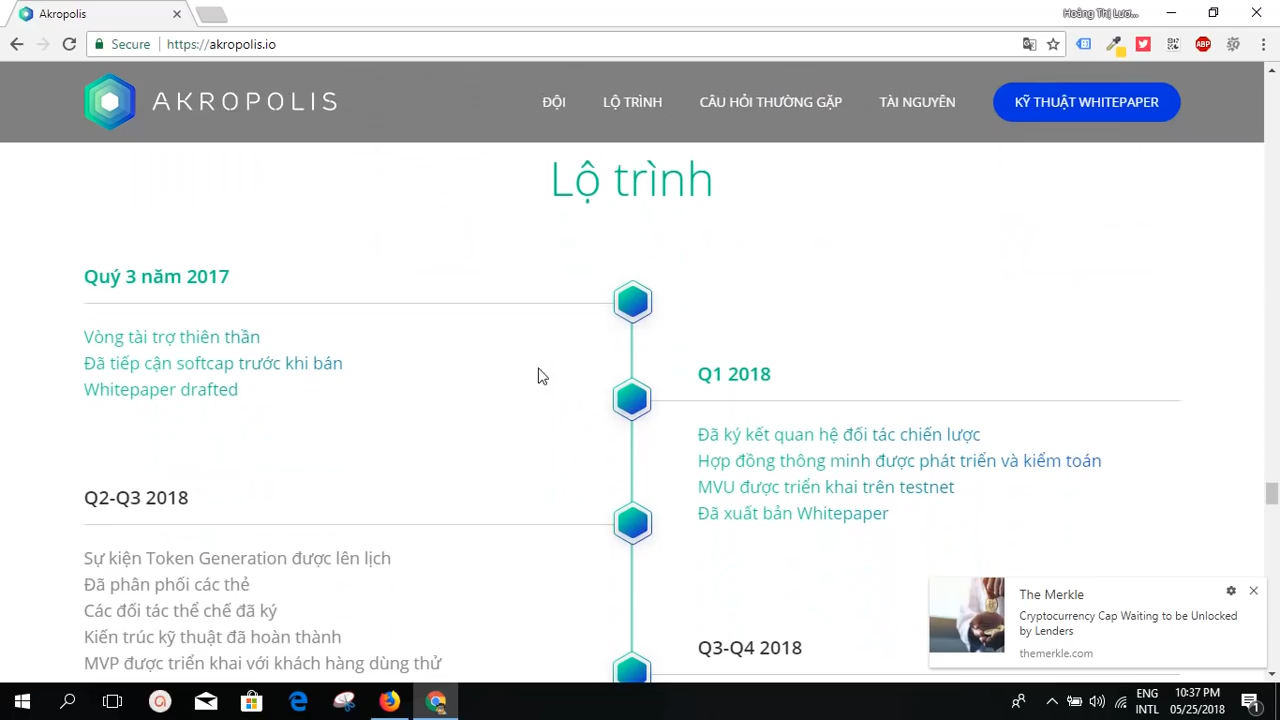 Akropolis
Hoàng Thị Lươ...
Secure
https://akropolis.io
ABP
AKROPOLIS
ĐỘI
LỘ TRÌNH
CÂU HỎI THƯỜNG GẶP
TÀI NGUYÊN
KỸ THUẬT WHITEPAPER
Lộ trình
Quý 3 năm 2017
Vòng tài trợ thiên thần
Đã tiếp cận softcap trước khi bán
Whitepaper drafted
Q1 2018
Đã ký kết quan hệ đối tác chiến lược
Hợp đồng thông minh được phát triển và kiểm toán
MVU được triển khai trên testnet
Đã xuất bản Whitepaper
Q2-Q3 2018
Sự kiện Token Generation được lên lịch
Đã phân phối các thẻ
Các đối tác thể chế đã ký
Kiến trúc kỹ thuật đã hoàn thành
MVP được triển khai với khách hàng dùng thử
Q3-Q4 2018
The Merkle
Cryptocurrency Cap Waiting to be Unlocked
by Lenders
themerkle.com
ENG
INTL
10:37 PM
05/25/2018
1